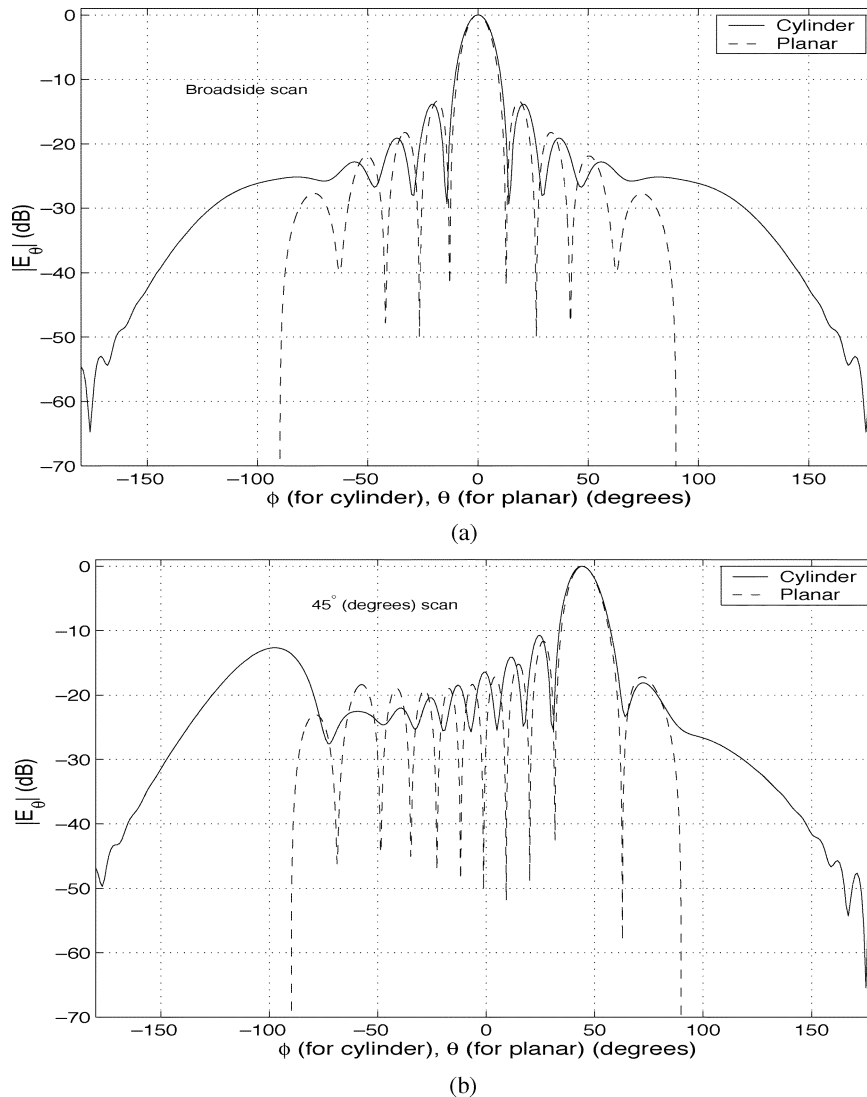 0
−10
−20
−30
−40
−50
−60
−70
|E_θ| (dB)
Broadside scan
Cylinder
Planar
−150
−100
−50
0
50
100
150
ϕ (for cylinder), θ (for planar) (degrees)
(a)
0
−10
−20
−30
−40
−50
−60
−70
|E_θ| (dB)
45° (degrees) scan
Cylinder
Planar
−150
−100
−50
0
50
100
150
ϕ (for cylinder), θ (for planar) (degrees)
(b)